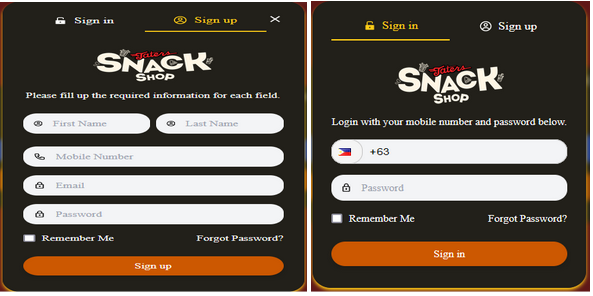 Sign in Sign up
Taters
SNACK
SHOP
Please fill up the required information for each field.
First Name Last Name
Mobile Number
Email
Password
Remember Me Forgot Password?
Sign up
Sign in Sign up
Taters
SNACK
SHOP
Login with your mobile number and password below.
+63
Password
Remember Me Forgot Password?
Sign in